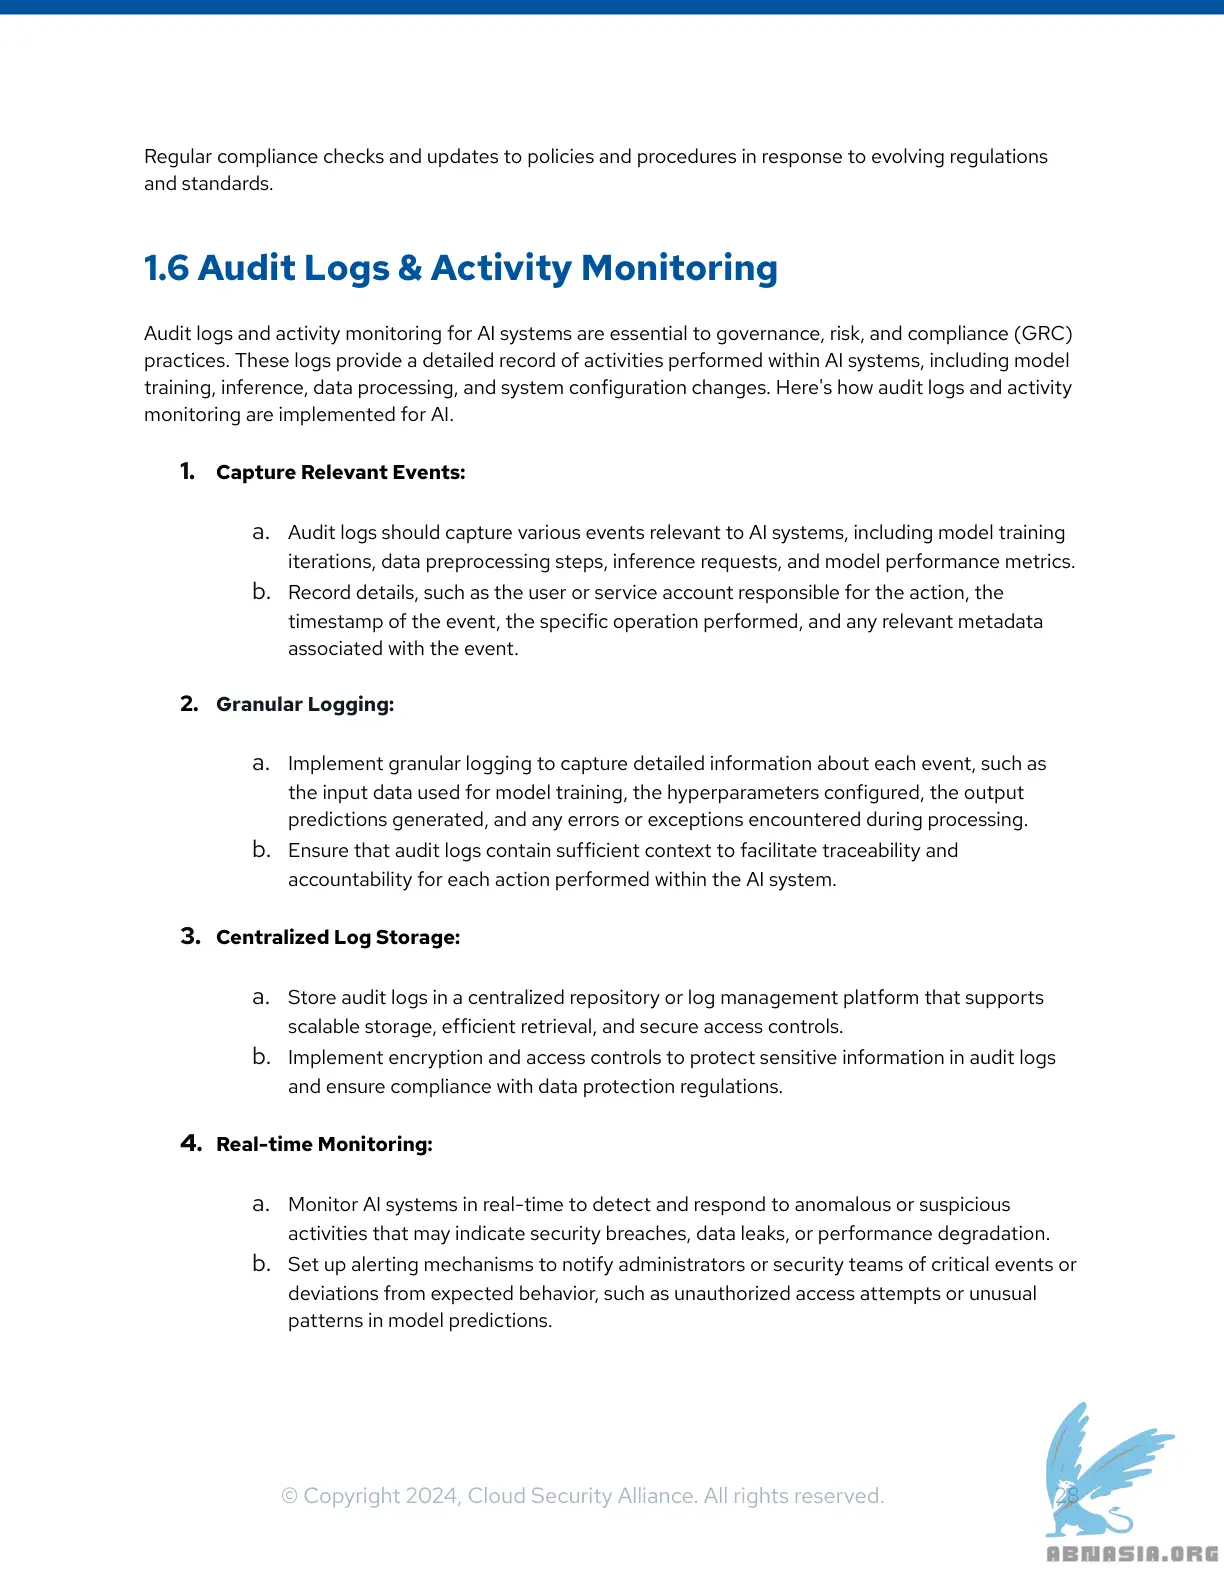 Regular compliance checks and updates to policies and procedures in response to evolving regulations
and standards.
1.6 Audit Logs & Activity Monitoring
Audit logs and activity monitoring for AI systems are essential to governance, risk, and compliance (GRC)
practices. These logs provide a detailed record of activities performed within AI systems, including model
training, inference, data processing, and system configuration changes. Here's how audit logs and activity
monitoring are implemented for AI.
1. Capture Relevant Events:
a. Audit logs should capture various events relevant to AI systems, including model training
iterations, data preprocessing steps, inference requests, and model performance metrics.
b. Record details, such as the user or service account responsible for the action, the
timestamp of the event, the specific operation performed, and any relevant metadata
associated with the event.
2. Granular Logging:
a. Implement granular logging to capture detailed information about each event, such as
the input data used for model training, the hyperparameters configured, the output
predictions generated, and any errors or exceptions encountered during processing.
b. Ensure that audit logs contain sufficient context to facilitate traceability and
accountability for each action performed within the AI system.
3. Centralized Log Storage:
a. Store audit logs in a centralized repository or log management platform that supports
scalable storage, efficient retrieval, and secure access controls.
b. Implement encryption and access controls to protect sensitive information in audit logs
and ensure compliance with data protection regulations.
4. Real-time Monitoring:
a. Monitor AI systems in real-time to detect and respond to anomalous or suspicious
activities that may indicate security breaches, data leaks, or performance degradation.
b. Set up alerting mechanisms to notify administrators or security teams of critical events or
deviations from expected behavior, such as unauthorized access attempts or unusual
patterns in model predictions.
© Copyright 2024, Cloud Security Alliance. All rights reserved.
28
ABNASIA.ORG